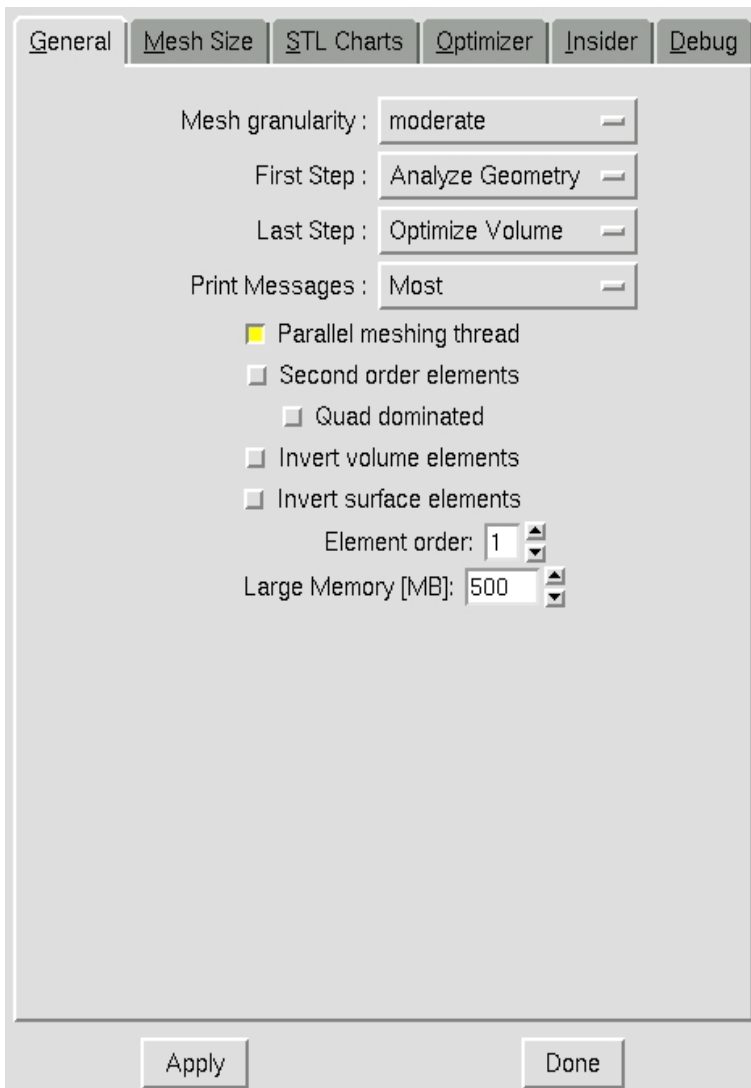 General Mesh Size STL Charts Optimizer Insider Debug
Mesh granularity : moderate
First Step : Analyze Geometry
Last Step : Optimize Volume
Print Messages : Most
Parallel meshing thread
Second order elements
Quad dominated
Invert volume elements
Invert surface elements
Element order: 1
Large Memory [MB]: 500
Apply Done